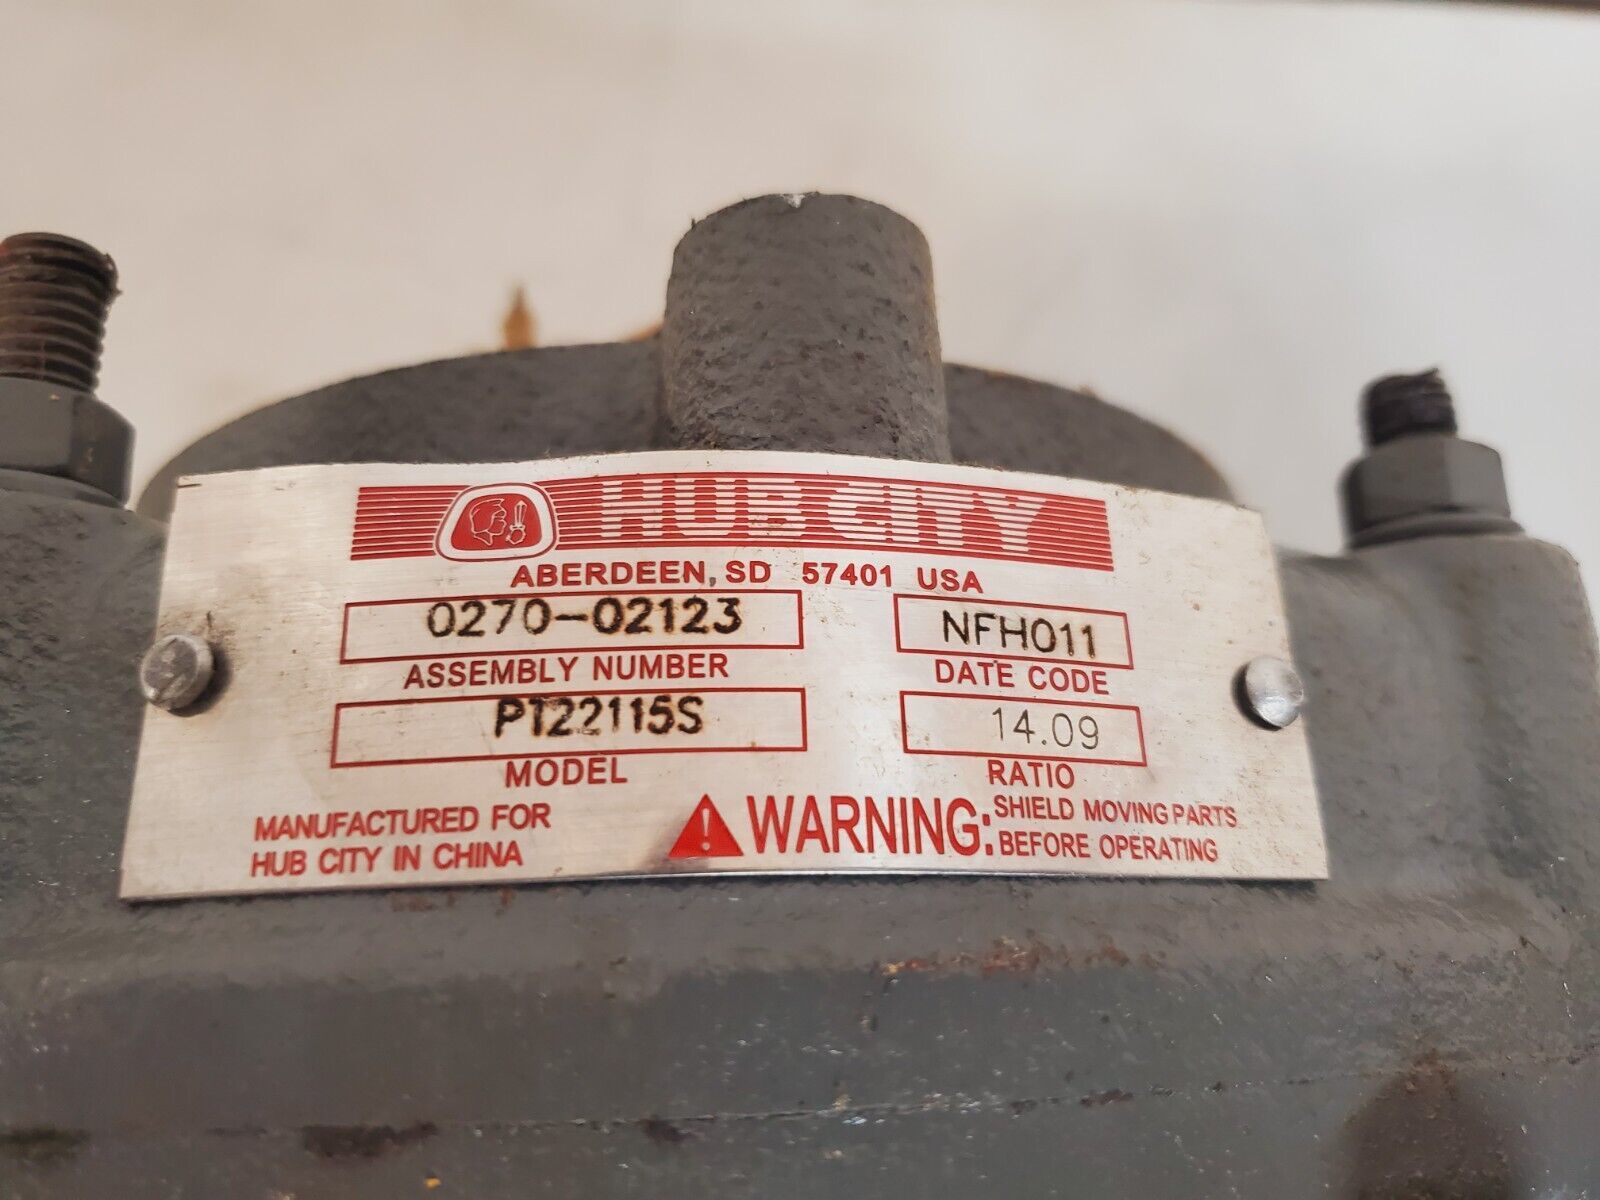 HUB CITY
ABERDEEN, SD 57401 USA
0270-02123
ASSEMBLY NUMBER
NFH011
DATE CODE
PT22115S
MODEL
14.09
RATIO
MANUFACTURED FOR
HUB CITY IN CHINA
WARNING: SHIELD MOVING PARTS
BEFORE OPERATING